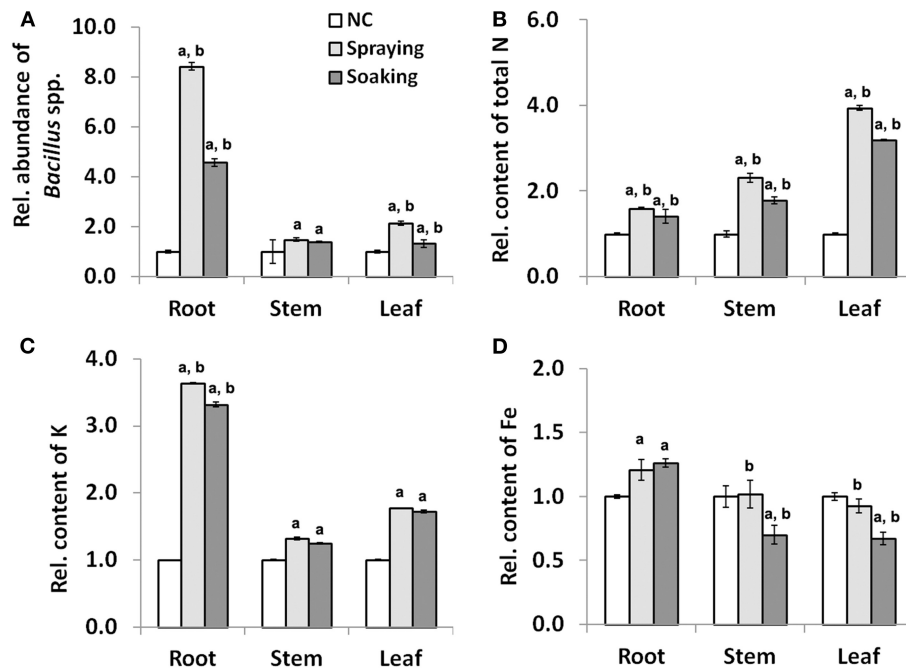 A
Rel. abundance of
Bacillus spp.
10.0
8.0
6.0
4.0
2.0
0.0
NC
Spraying
Soaking
a, b
a, b
a
a
a, b
a, b
Root Stem Leaf
B
Rel. content of total N
6.0
4.0
2.0
0.0
a, b
a, b
a, b
a, b
a, b
a, b
Root Stem Leaf
C
Rel. content of K
4.0
3.0
2.0
1.0
0.0
a, b
a, b
a
a
a
a
Root Stem Leaf
D
Rel. content of Fe
2.0
1.5
1.0
0.5
0.0
a
a
b
a, b
b
a, b
Root Stem Leaf